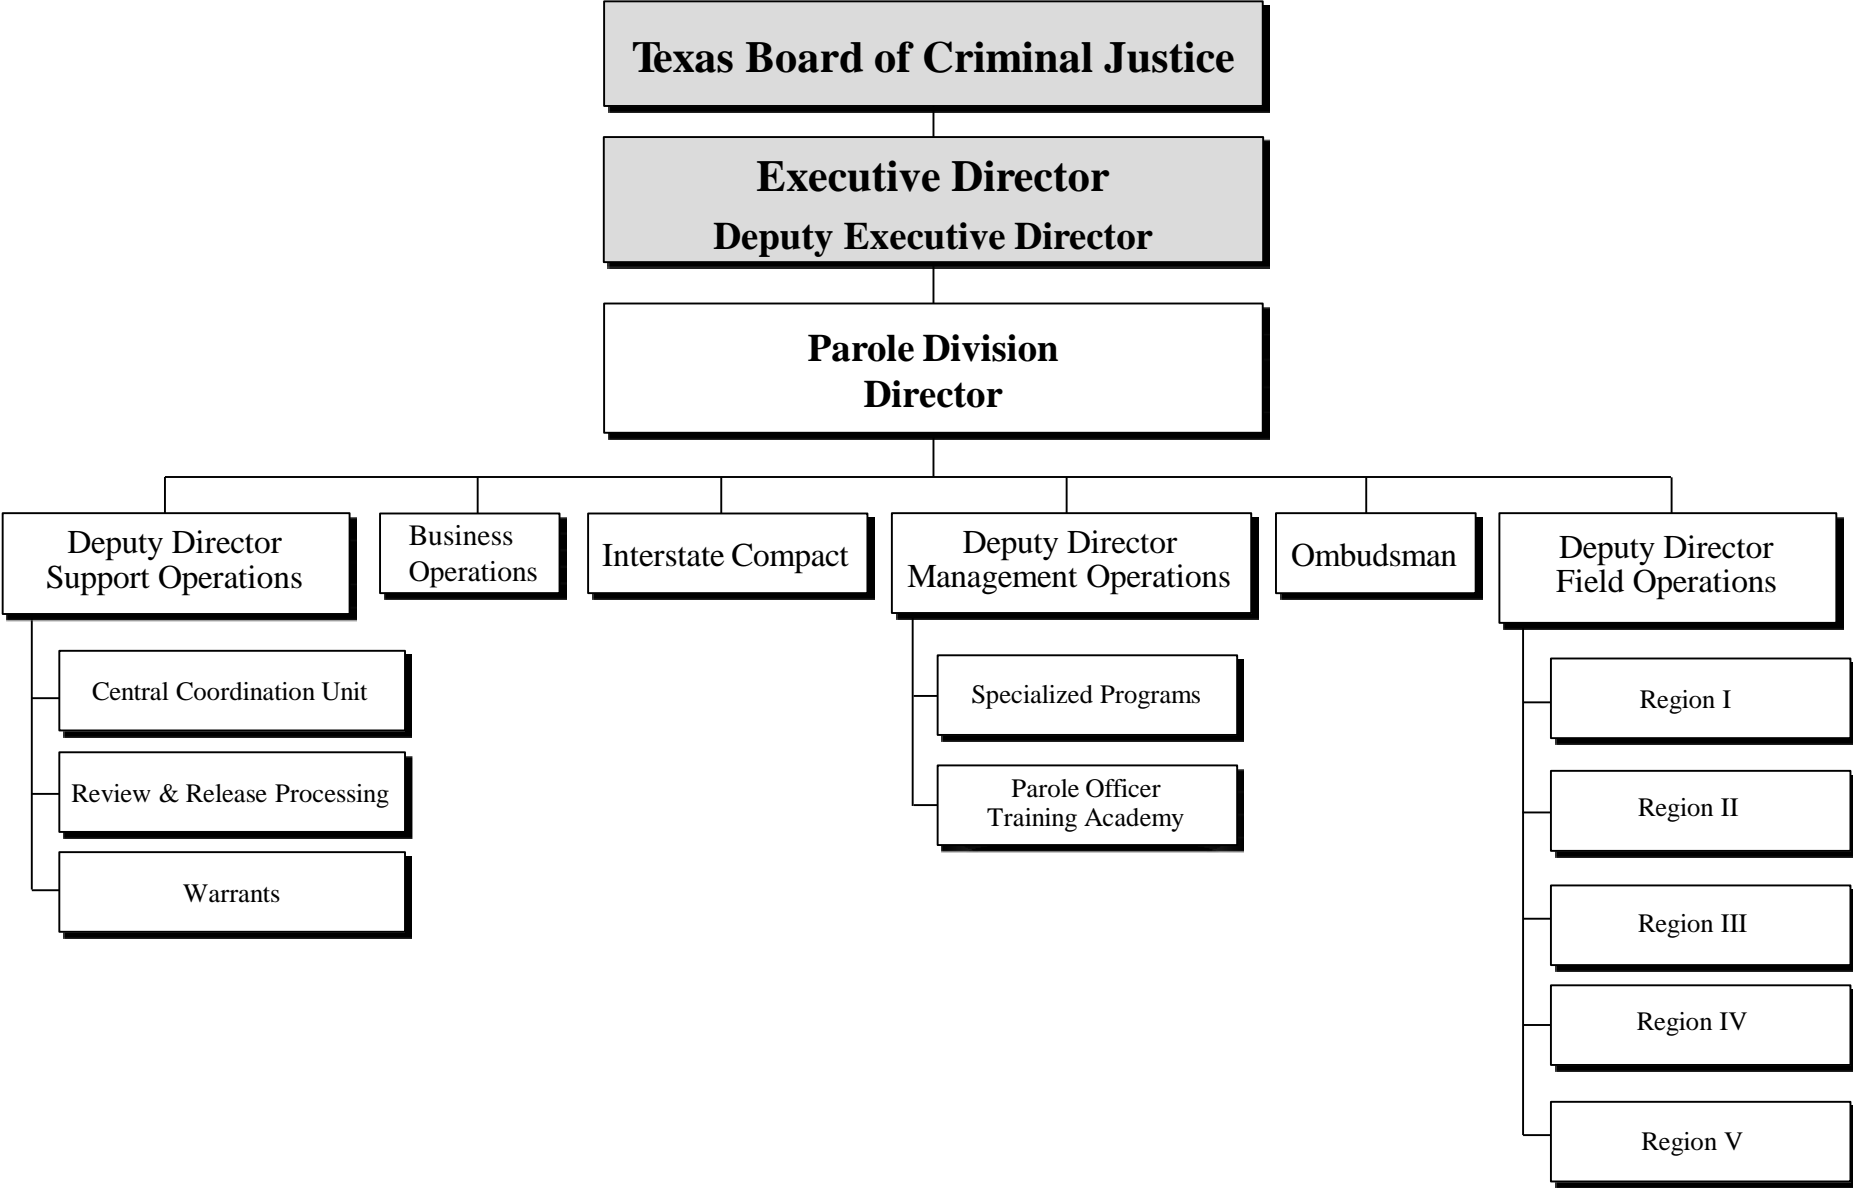 Texas Board of Criminal Justice
Executive Director
Deputy Executive Director
Parole Division
Director
Deputy Director
Support Operations
Business
Operations
Interstate Compact
Deputy Director
Management Operations
Ombudsman
Deputy Director
Field Operations
Central Coordination Unit
Review & Release Processing
Warrants
Specialized Programs
Parole Officer
Training Academy
Region I
Region II
Region III
Region IV
Region V